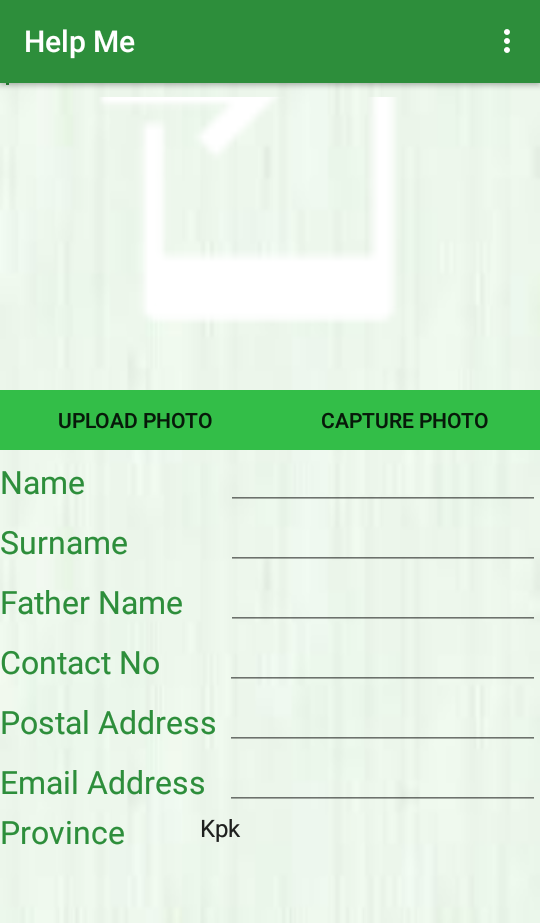 Help Me
UPLOAD PHOTO CAPTURE PHOTO
Name
Surname
Father Name
Contact No
Postal Address
Email Address
Province Kpk